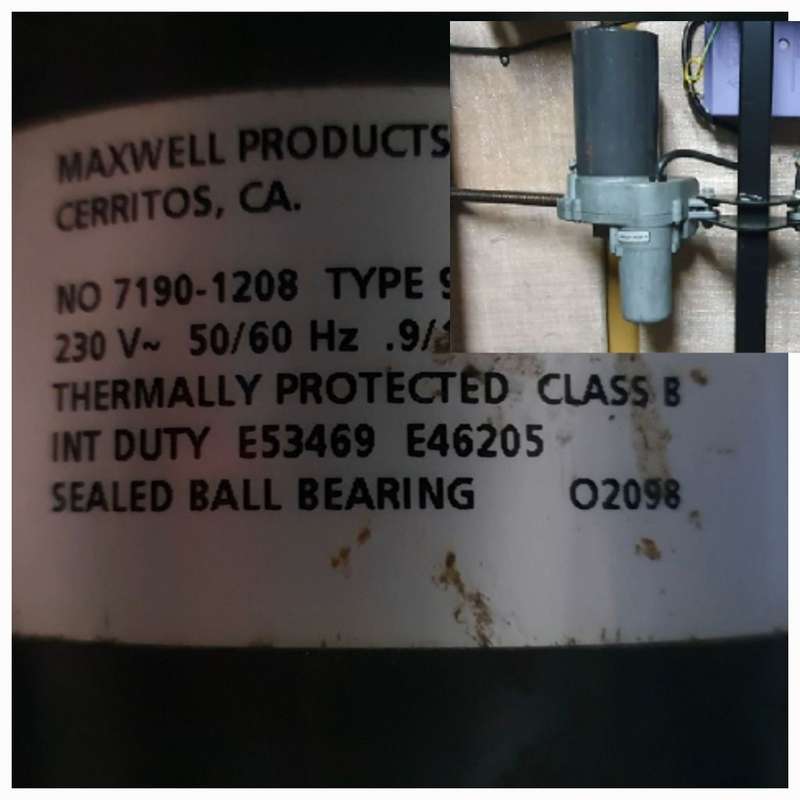 MAXWELL PRODUCTS
CERRITOS, CA.
NO 7190-1208 TYPE
230 V~ 50/60 Hz .9/
THERMALLY PROTECTED CLASS B
INT DUTY E53469 E46205
SEALED BALL BEARING O2098